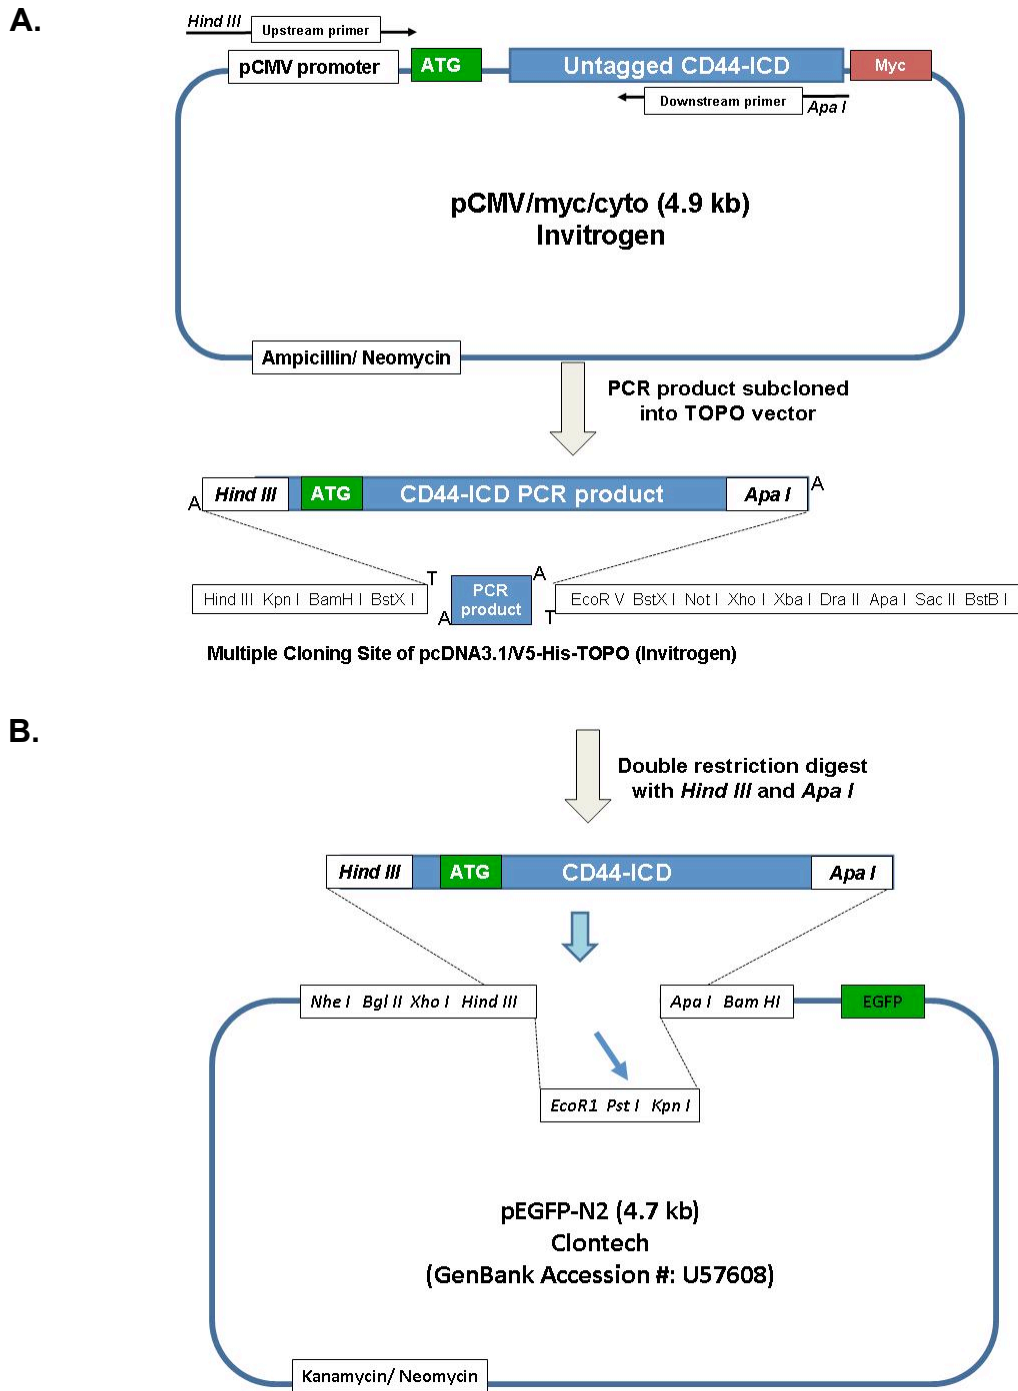 A.
Hind III
Upstream primer
pCMV promoter ATG Untagged CD44-ICD Myc
Downstream primer Apa I
pCMV/myc/cyto (4.9 kb)
Invitrogen
Ampicillin/ Neomycin
PCR product subcloned
into TOPO vector
A Hind III ATG CD44-ICD PCR product Apa I A
T A
Hind III Kpn I BamH I BstX I PCR product EcoR V BstX I Not I Xho I Xba I Dra II Apa I Sac II BstB I
A T
Multiple Cloning Site of pcDNA3.1/V5-His-TOPO (Invitrogen)
B.
Double restriction digest
with Hind III and Apa I
Hind III ATG CD44-ICD Apa I
Nhe I Bgl II Xho I Hind III Apa I Bam HI EGFP
EcoR1 Pst I Kpn I
pEGFP-N2 (4.7 kb)
Clontech
(GenBank Accession #: U57608)
Kanamycin/ Neomycin